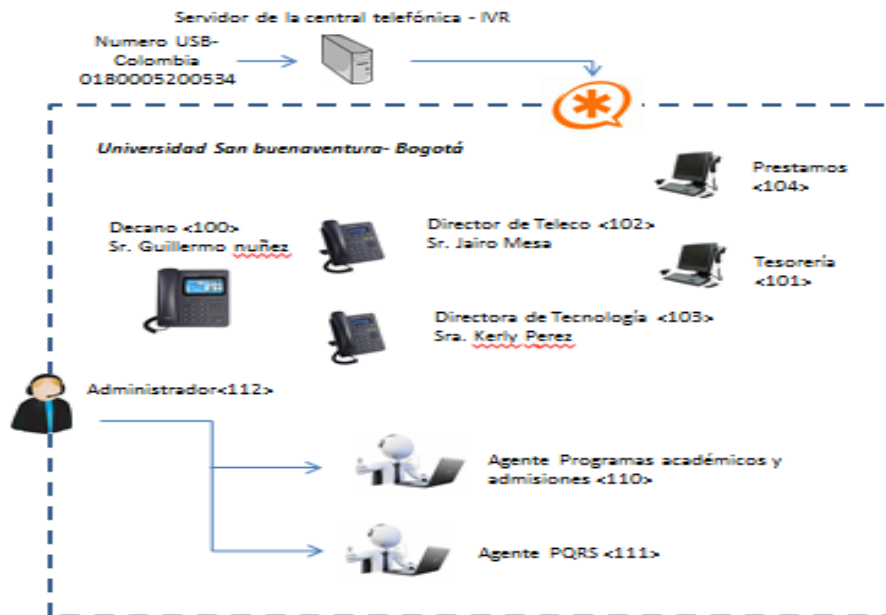 Servidor de la central telefónica - IVR
Numero USB-
Colombia
0180005200534
Universidad San buenaventura- Bogotá
Prestamos
<104>
Decano <100>
Sr. Guillermo nuñez
Director de Teleco <102>
Sr. Jairo Mesa
Tesorería
<101>
Directora de Tecnología <103>
Sra. Kerly Perez
Administrador<112>
Agente Programas académicos y
admisiones <110>
Agente PQRS <111>